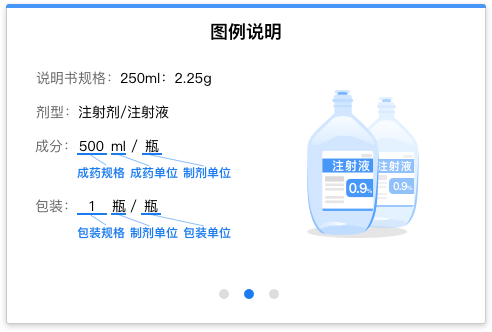 图例说明
说明书规格：250ml：2.25g
剂型：注射剂/注射液
成分：500 ml / 瓶
成药规格 成药单位 制剂单位
包装：1 瓶 / 瓶
包装规格 制剂单位 包装单位
注射液
0.9%
注射液
0.9%